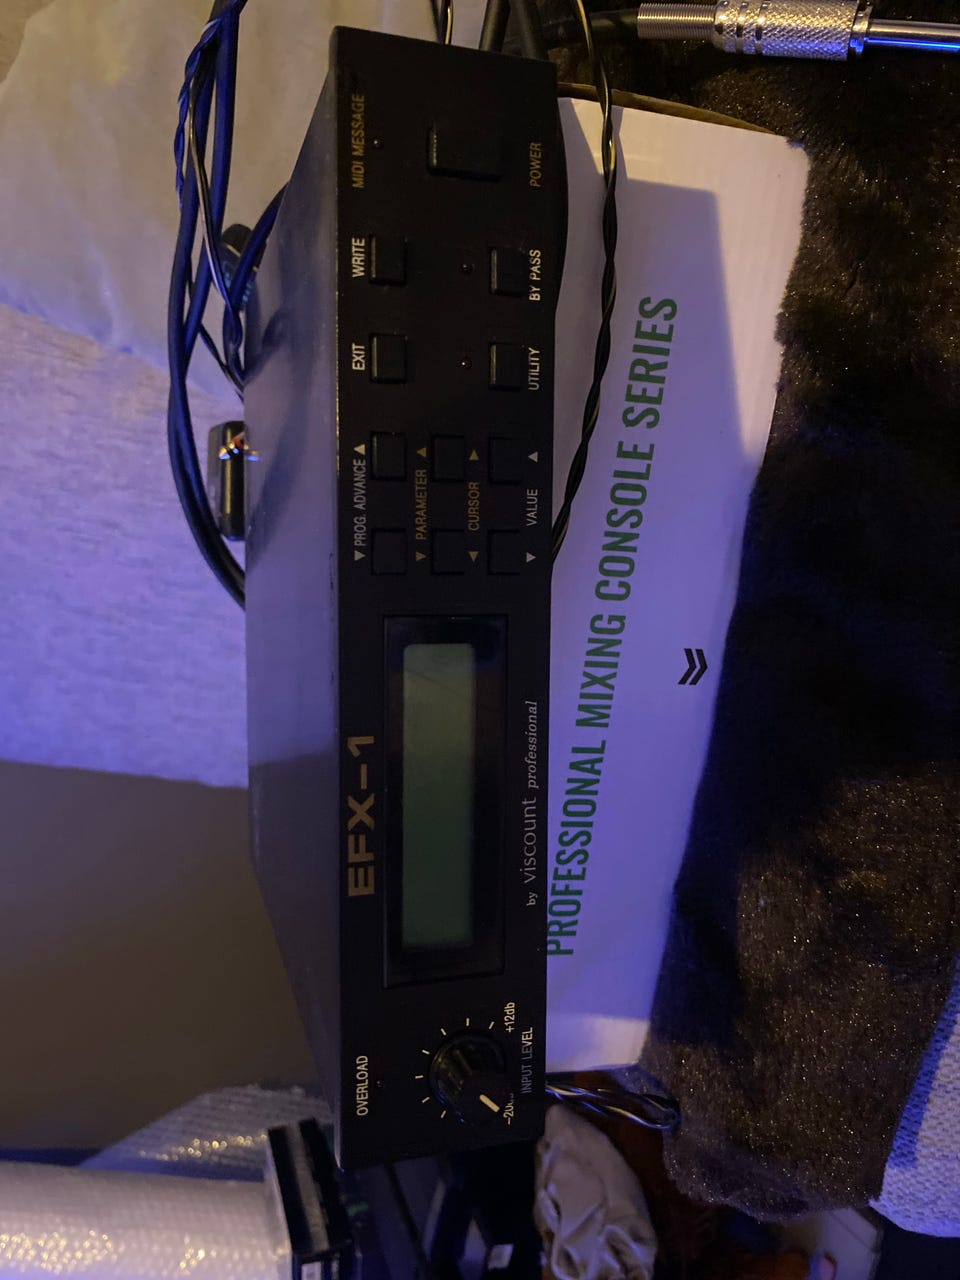 OVERLOAD
-20db +12db
INPUT LEVEL
EFX-1
by viscount professional
▼ PROG. ADVANCE ▲
▼ PARAMETER ▲
◀ CURSOR ▶
▼ VALUE ▲
EXIT
UTILITY
WRITE
BY PASS
MIDI MESSAGE
POWER
PROFESSIONAL MIXING CONSOLE SERIES